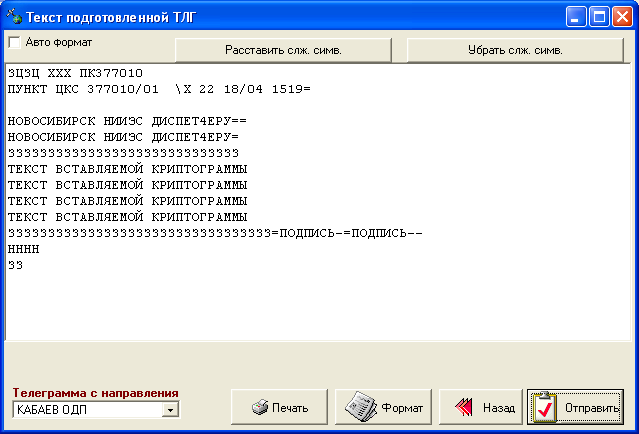 Текст подготовленной ТЛГ
Авто формат
Расставить слж. симв.
Убрать слж. симв.
ЗЦЗЦ ХХХ ПК377010
ПУНКТ ЦКС 377010/01 \Х 22 18/04 1519=
НОВОСИБИРСК НИИЭС ДИСПЕТ4ЕРУ==
НОВОСИБИРСК НИИЭС ДИСПЕТ4ЕРУ=
33333333333333333333333333333
ТЕКСТ ВСТАВЛЯЕМОЙ КРИПТОГРАММЫ
ТЕКСТ ВСТАВЛЯЕМОЙ КРИПТОГРАММЫ
ТЕКСТ ВСТАВЛЯЕМОЙ КРИПТОГРАММЫ
ТЕКСТ ВСТАВЛЯЕМОЙ КРИПТОГРАММЫ
333333333333333333333333333333333=ПОДПИСЬ-=ПОДПИСЬ--
НННН
33
Телеграмма с направления
КАБАЕВ ОДП
Печать
Формат
Назад
Отправить